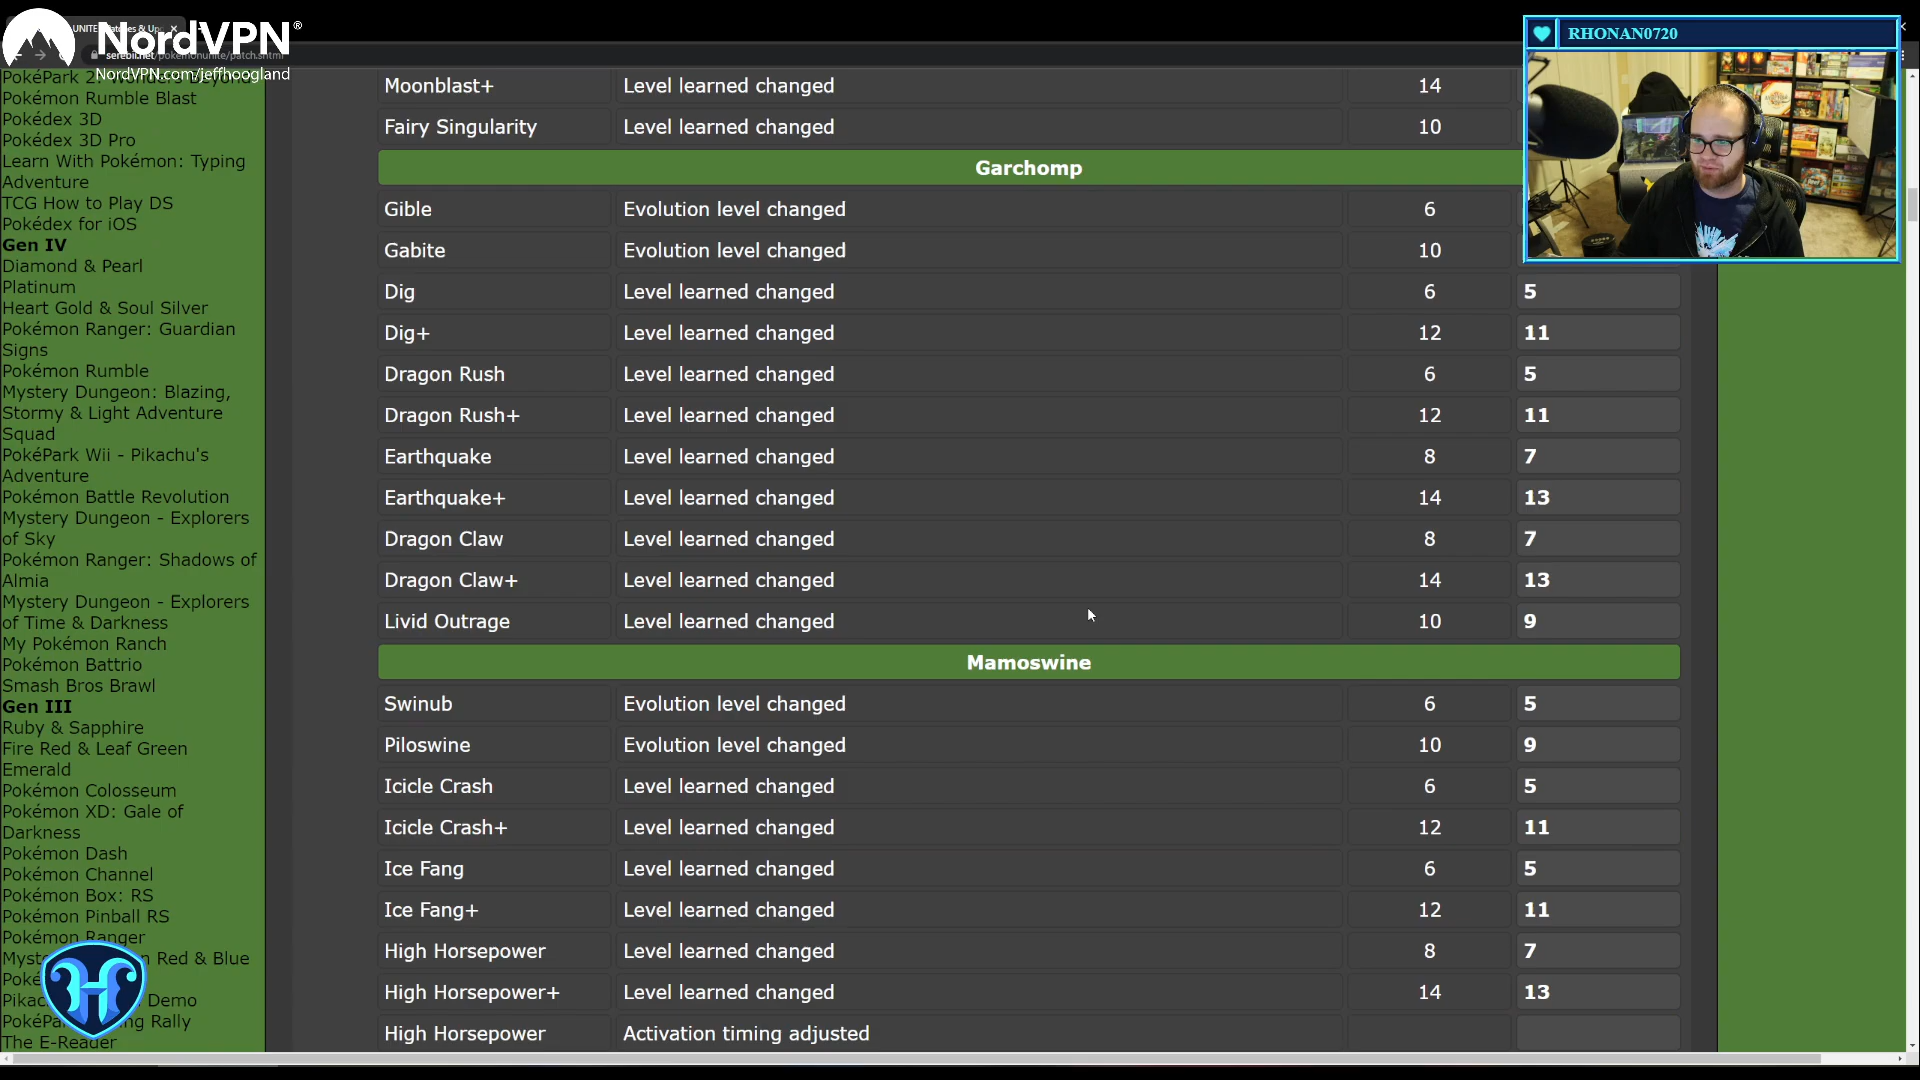 NordVPN®
UNITE
serebii.net/pokemonunite/patch.shtml
NordVPN.com/jeffhoogland
RHONAN0720
PokéPark 2: Wonders Beyond
Pokémon Rumble Blast
Pokédex 3D
Pokédex 3D Pro
Learn With Pokémon: Typing
Adventure
TCG How to Play DS
Pokédex for iOS
Gen IV
Diamond & Pearl
Platinum
Heart Gold & Soul Silver
Pokémon Ranger: Guardian
Signs
Pokémon Rumble
Mystery Dungeon: Blazing,
Stormy & Light Adventure
Squad
PokéPark Wii - Pikachu's
Adventure
Pokémon Battle Revolution
Mystery Dungeon - Explorers
of Sky
Pokémon Ranger: Shadows of
Almia
Mystery Dungeon - Explorers
of Time & Darkness
My Pokémon Ranch
Pokémon Battrio
Smash Bros Brawl
Gen III
Ruby & Sapphire
Fire Red & Leaf Green
Emerald
Pokémon Colosseum
Pokémon XD: Gale of
Darkness
Pokémon Dash
Pokémon Channel
Pokémon Box: RS
Pokémon Pinball RS
Pokémon Ranger
Red & Blue
Demo
Rally
The E-Reader
Moonblast+ Level learned changed 14
Fairy Singularity Level learned changed 10
Garchomp
Gible Evolution level changed 6
Gabite Evolution level changed 10
Dig Level learned changed 6 5
Dig+ Level learned changed 12 11
Dragon Rush Level learned changed 6 5
Dragon Rush+ Level learned changed 12 11
Earthquake Level learned changed 8 7
Earthquake+ Level learned changed 14 13
Dragon Claw Level learned changed 8 7
Dragon Claw+ Level learned changed 14 13
Livid Outrage Level learned changed 10 9
Mamoswine
Swinub Evolution level changed 6 5
Piloswine Evolution level changed 10 9
Icicle Crash Level learned changed 6 5
Icicle Crash+ Level learned changed 12 11
Ice Fang Level learned changed 6 5
Ice Fang+ Level learned changed 12 11
High Horsepower Level learned changed 8 7
High Horsepower+ Level learned changed 14 13
High Horsepower Activation timing adjusted